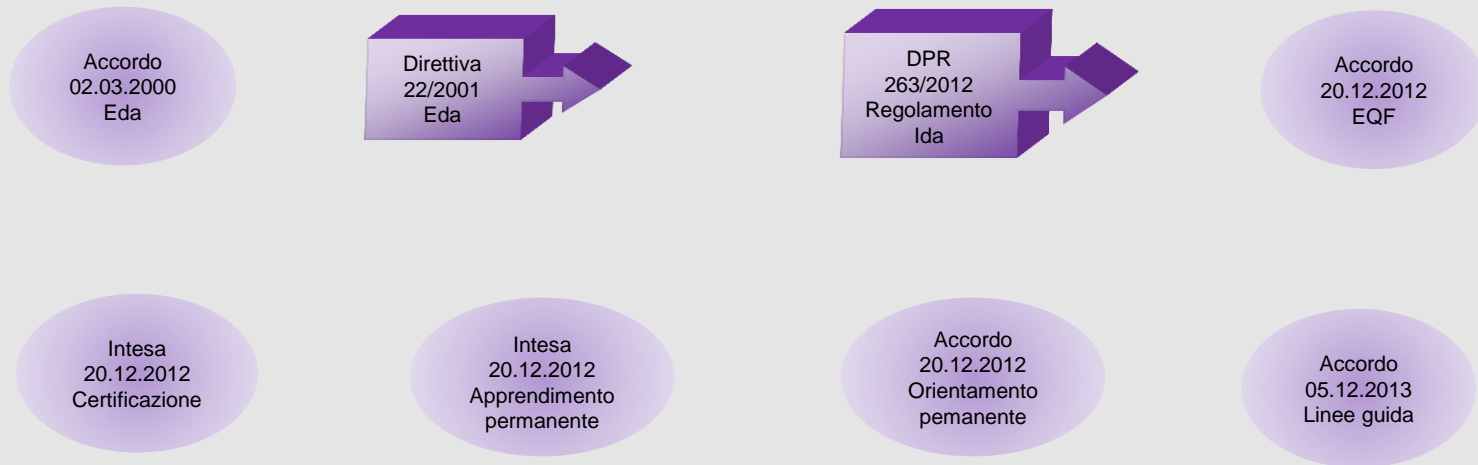 Accordo
02.03.2000
Eda
Direttiva
22/2001
Eda
DPR
263/2012
Regolamento
Ida
Accordo
20.12.2012
EQF
Intesa
20.12.2012
Certificazione
Intesa
20.12.2012
Apprendimento
permanente
Accordo
20.12.2012
Orientamento
pemanente
Accordo
05.12.2013
Linee guida